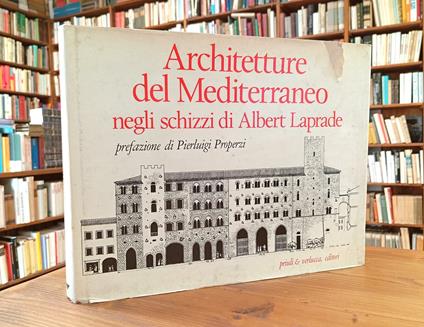 Architetture
del Mediterraneo
negli schizzi di Albert Laprade
prefazione di Pierluigi Properzi
priuli & verlucca, editori